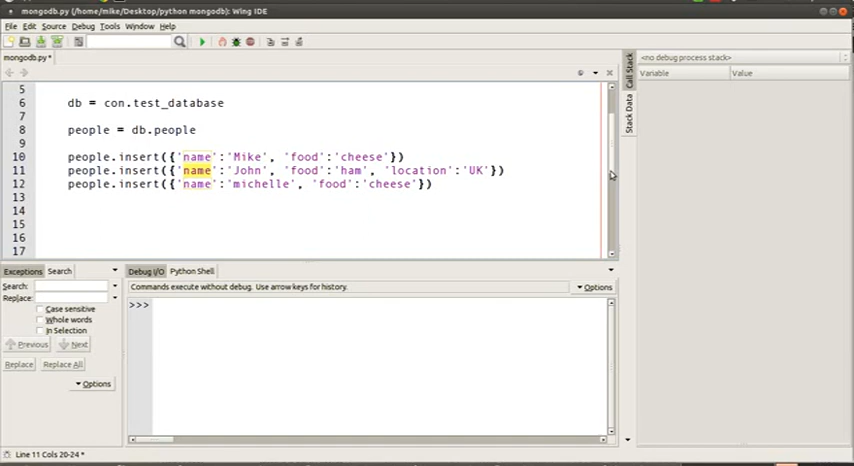 mongodb.py (/home/mike/Desktop/python mongodb): Wing IDE
File Edit Source Debug Tools Window Help
mongodb.py *
<no debug process stack>
Variable Value
Call Stack
Stack Data
5
6 db = con.test_database
7
8 people = db.people
9
10 people.insert({'name':'Mike', 'food':'cheese'})
11 people.insert({'name':'John', 'food':'ham', 'location':'UK'})
12 people.insert({'name':'michelle', 'food':'cheese'})
13
14
15
16
17
Exceptions Search
Debug I/O Python Shell
Search:
Replace:
Case sensitive
Whole words
In Selection
Previous Next
Replace Replace All
Options
Commands execute without debug. Use arrow keys for history.
Options
>>>
Line 11 Cols 20-24 *